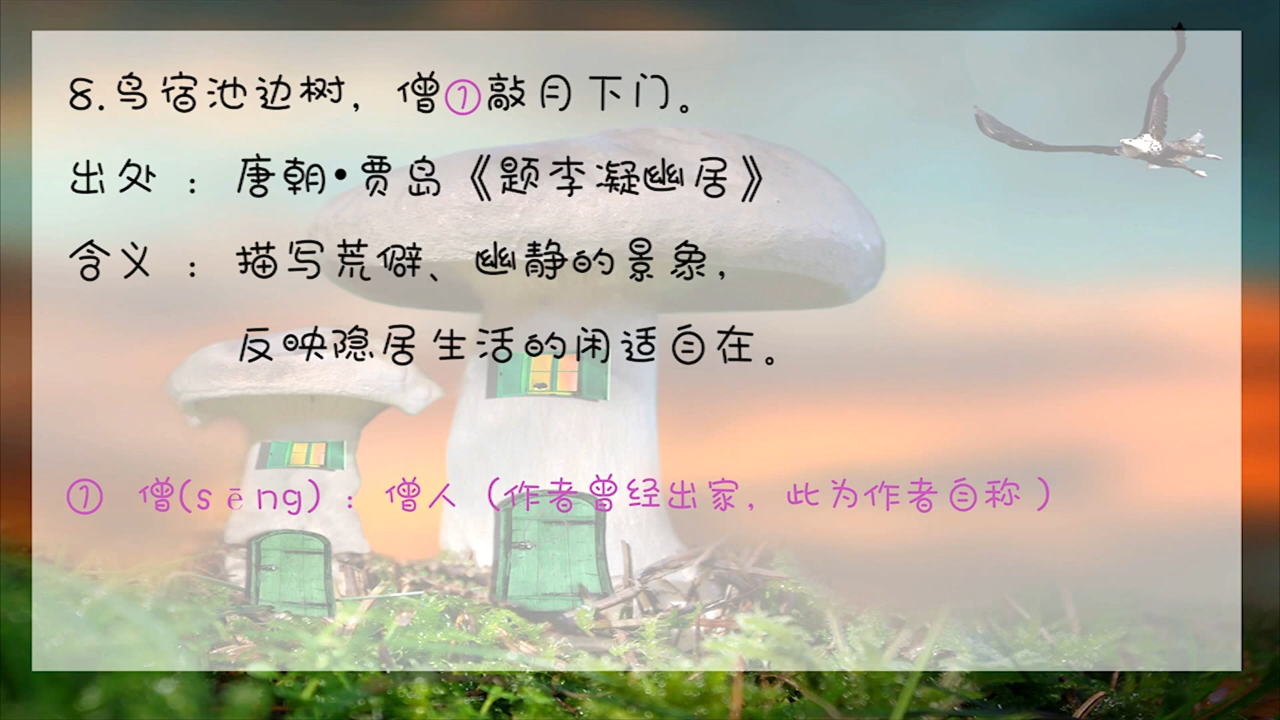 8.鸟宿池边树，僧①敲月下门。
出处：唐朝•贾岛《题李凝幽居》
含义：描写荒僻、幽静的景象，
反映隐居生活的闲适自在。
① 僧(sēng)：僧人（作者曾经出家，此为作者自称）